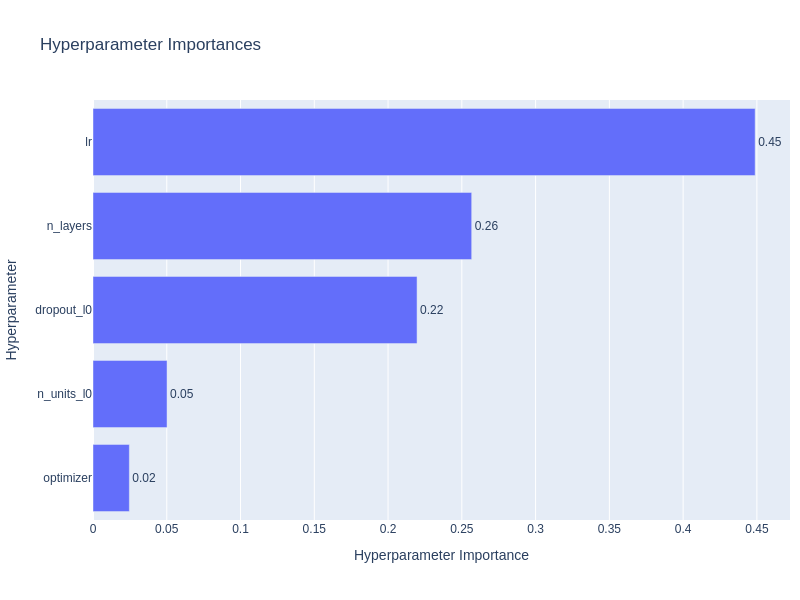 Hyperparameter Importances
Hyperparameter
lr
0.45
n_layers
0.26
dropout_l0
0.22
n_units_l0
0.05
optimizer
0.02
0
0.05
0.1
0.15
0.2
0.25
0.3
0.35
0.4
0.45
Hyperparameter Importance